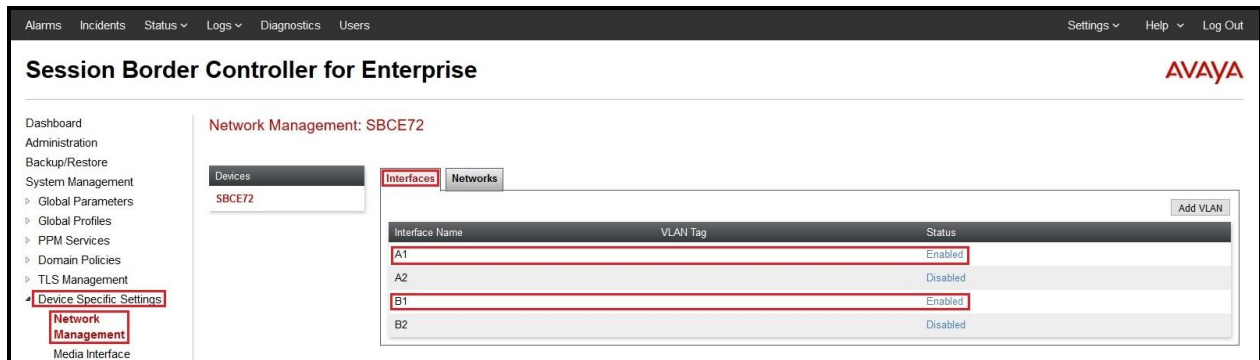 Alarms Incidents Status Logs Diagnostics Users Settings Help Log Out
Session Border Controller for Enterprise
AVAYA
Dashboard
Administration
Backup/Restore
System Management
Global Parameters
Global Profiles
PPM Services
Domain Policies
TLS Management
Device Specific Settings
Network
Management
Media Interface
Network Management: SBCE72
Devices
SBCE72
Interfaces Networks
Add VLAN
Interface Name VLAN Tag Status
A1 Enabled
A2 Disabled
B1 Enabled
B2 Disabled